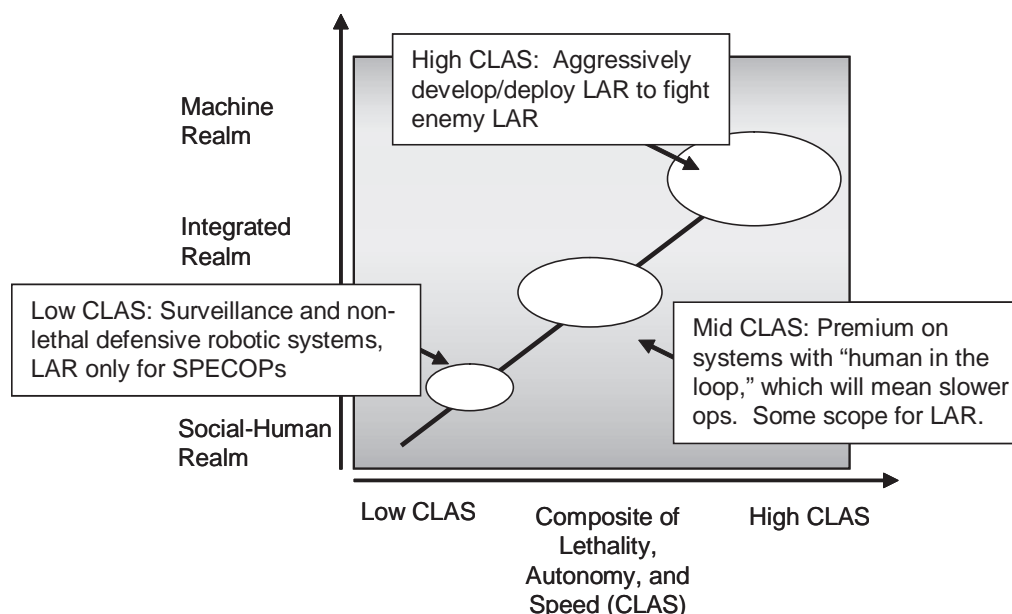 High CLAS: Aggressively
develop/deploy LAR to fight
enemy LAR
Machine
Realm
Integrated
Realm
Low CLAS: Surveillance and non-
lethal defensive robotic systems,
LAR only for SPECOPs
Mid CLAS: Premium on
systems with “human in the
loop,” which will mean slower
ops. Some scope for LAR.
Social-Human
Realm
Low CLAS
Composite of
Lethality,
Autonomy, and
Speed (CLAS)
High CLAS